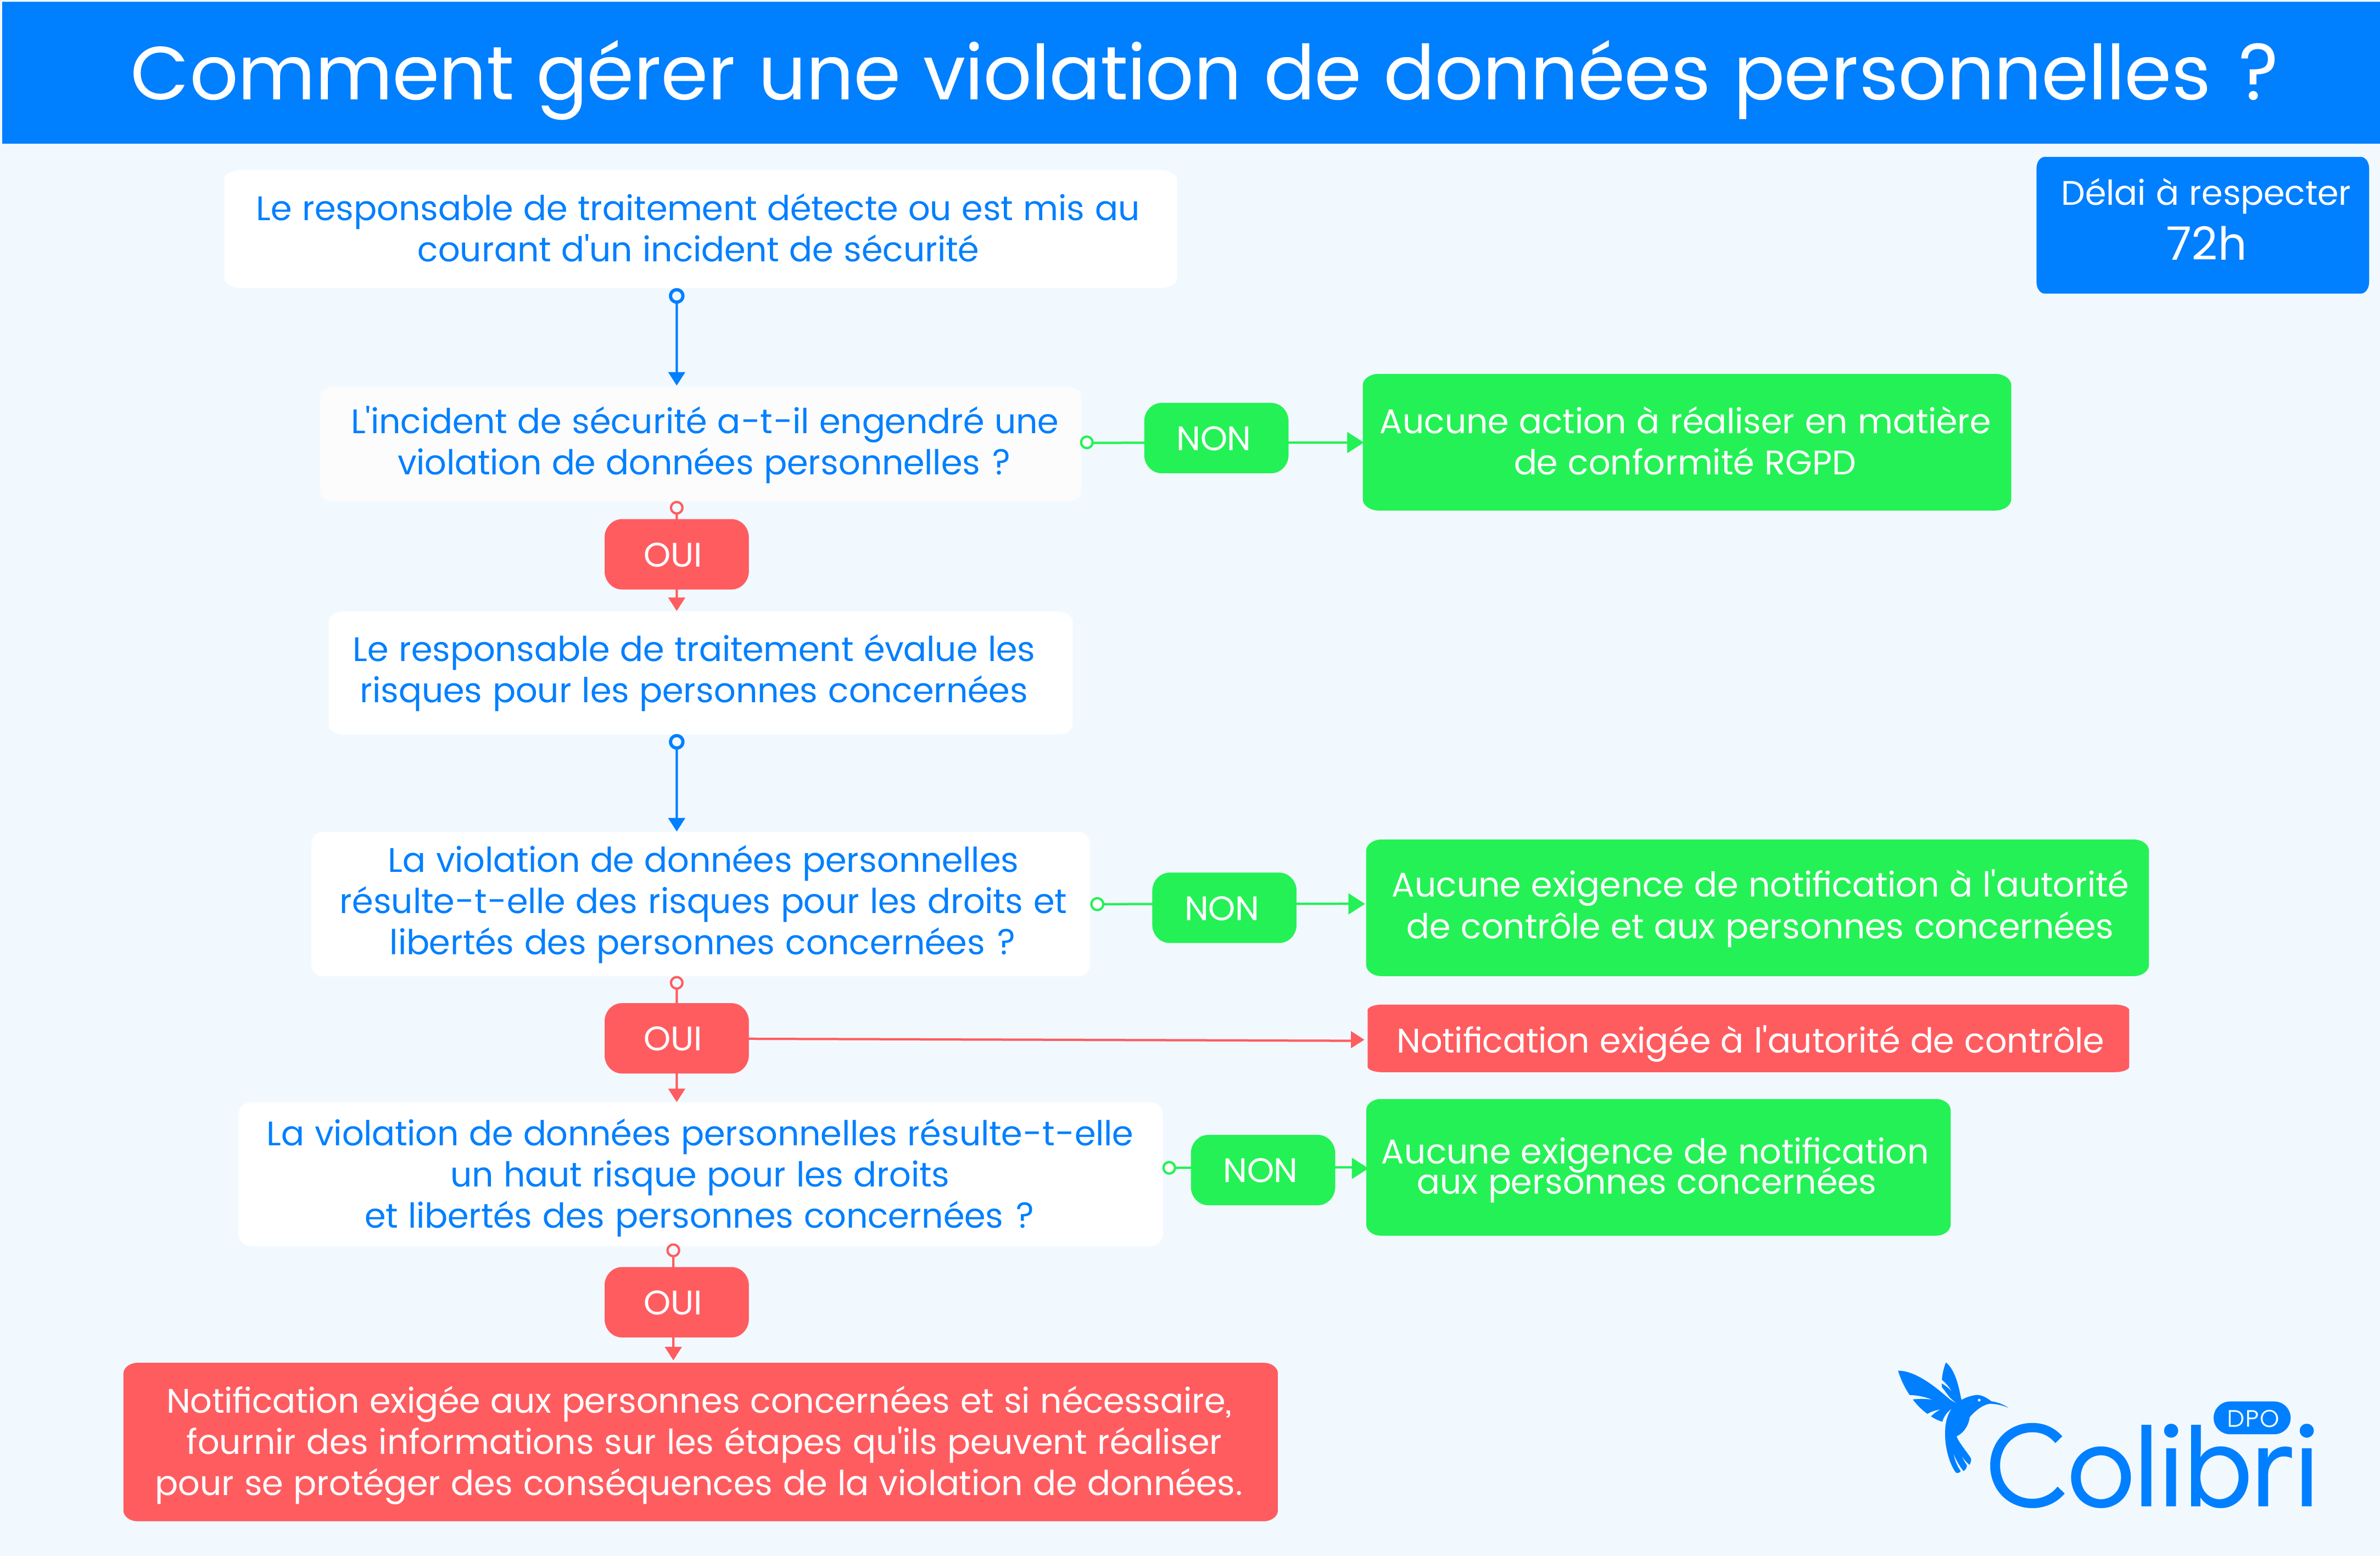 Comment gérer une violation de données personnelles ?
Délai à respecter
72h
Le responsable de traitement détecte ou est mis au
courant d'un incident de sécurité
L'incident de sécurité a-t-il engendré une
violation de données personnelles ?
NON
Aucune action à réaliser en matière
de conformité RGPD
OUI
Le responsable de traitement évalue les
risques pour les personnes concernées
La violation de données personnelles
résulte-t-elle des risques pour les droits et
libertés des personnes concernées ?
NON
Aucune exigence de notification à l'autorité
de contrôle et aux personnes concernées
OUI
Notification exigée à l'autorité de contrôle
La violation de données personnelles résulte-t-elle
un haut risque pour les droits
et libertés des personnes concernées ?
NON
Aucune exigence de notification
aux personnes concernées
OUI
Notification exigée aux personnes concernées et si nécessaire,
fournir des informations sur les étapes qu'ils peuvent réaliser
pour se protéger des conséquences de la violation de données.
DPO
Colibri